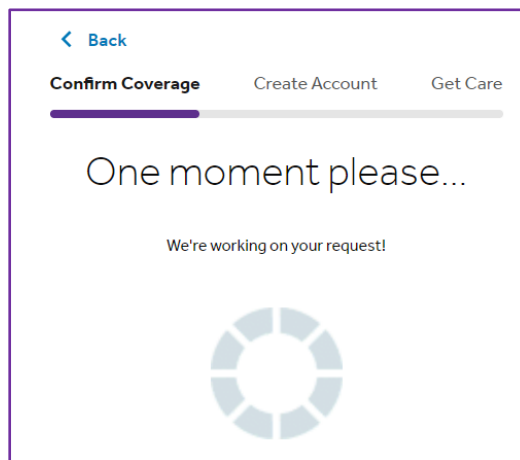 Back
Confirm Coverage Create Account Get Care
One moment please...
We're working on your request!